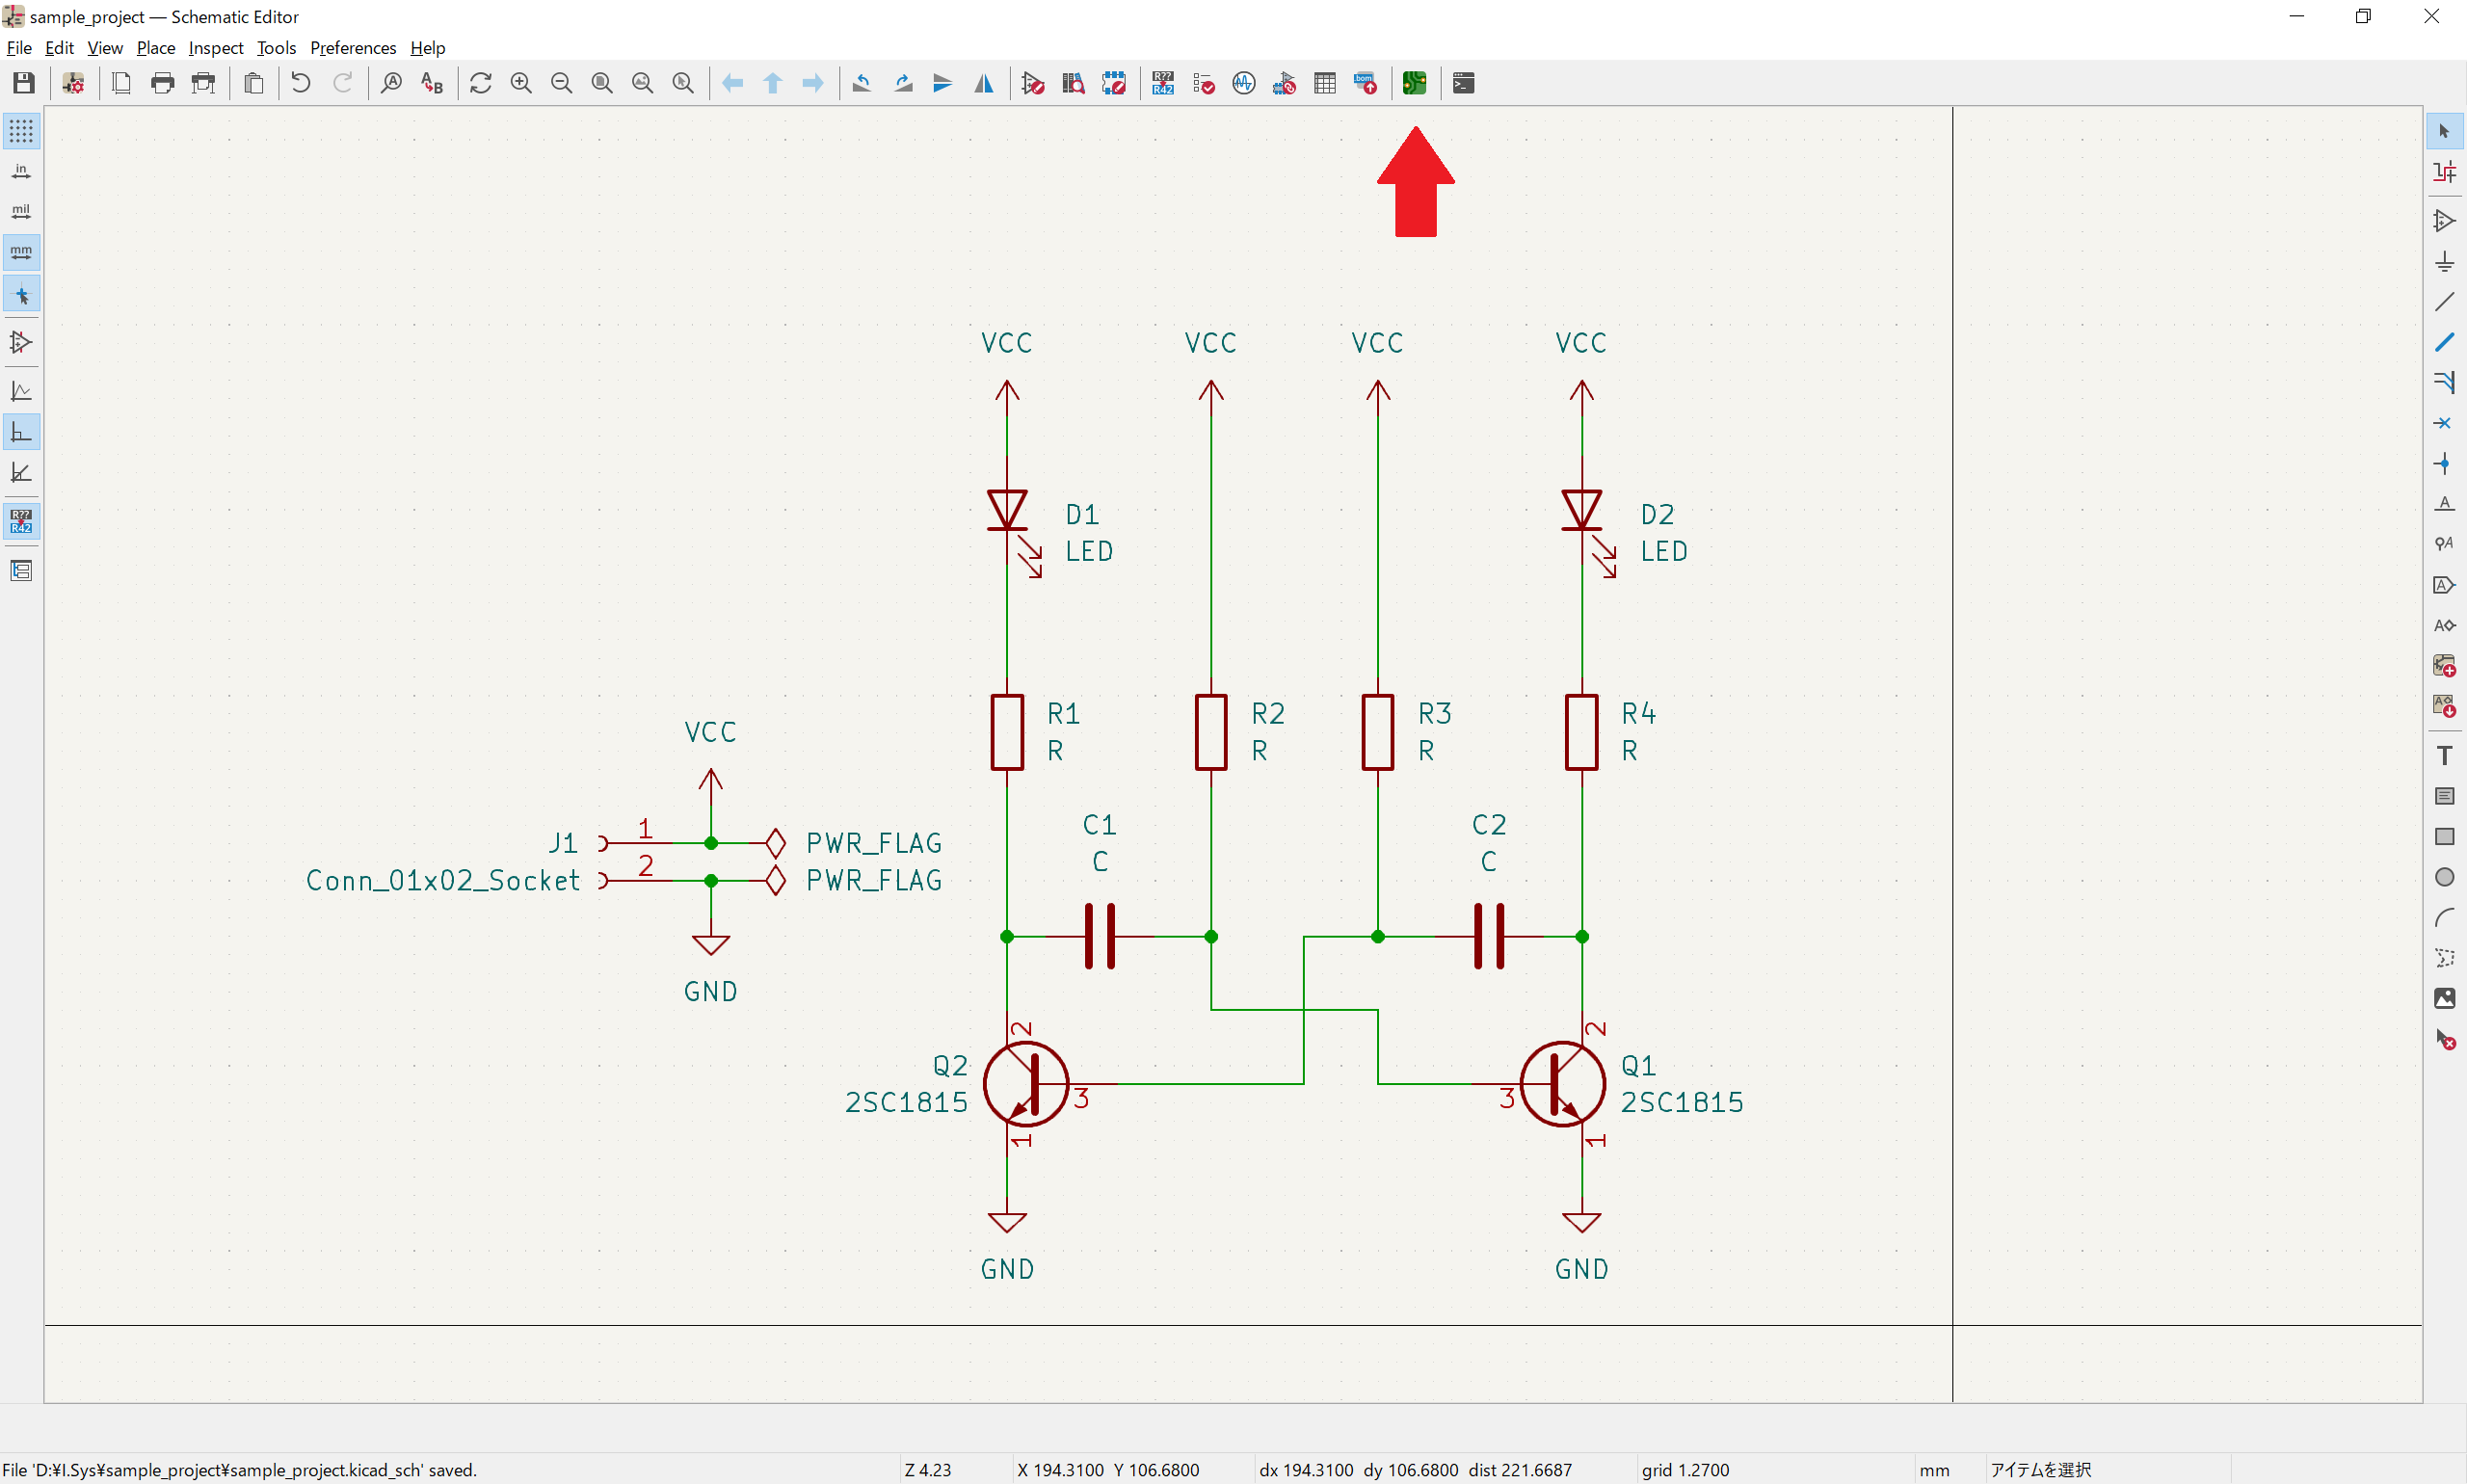 sample_project — Schematic Editor
File Edit View Place Inspect Tools Preferences Help
A
A B
R??
R42
bom
in
mil
mm
R??
R42
A
A
A
A
A
T
VCC VCC VCC VCC
D1
LED
D2
LED
R1
R
R2
R
R3
R
R4
R
VCC
J1 1 PWR_FLAG
Conn_01x02_Socket 2 PWR_FLAG
GND
C1
C
C2
C
2
Q2
2SC1815
3
1
2
Q1
2SC1815
3
1
GND GND
File 'D:¥I.Sys¥sample_project¥sample_project.kicad_sch' saved. Z 4.23 X 194.3100 Y 106.6800 dx 194.3100 dy 106.6800 dist 221.6687 grid 1.2700 mm アイテムを選択